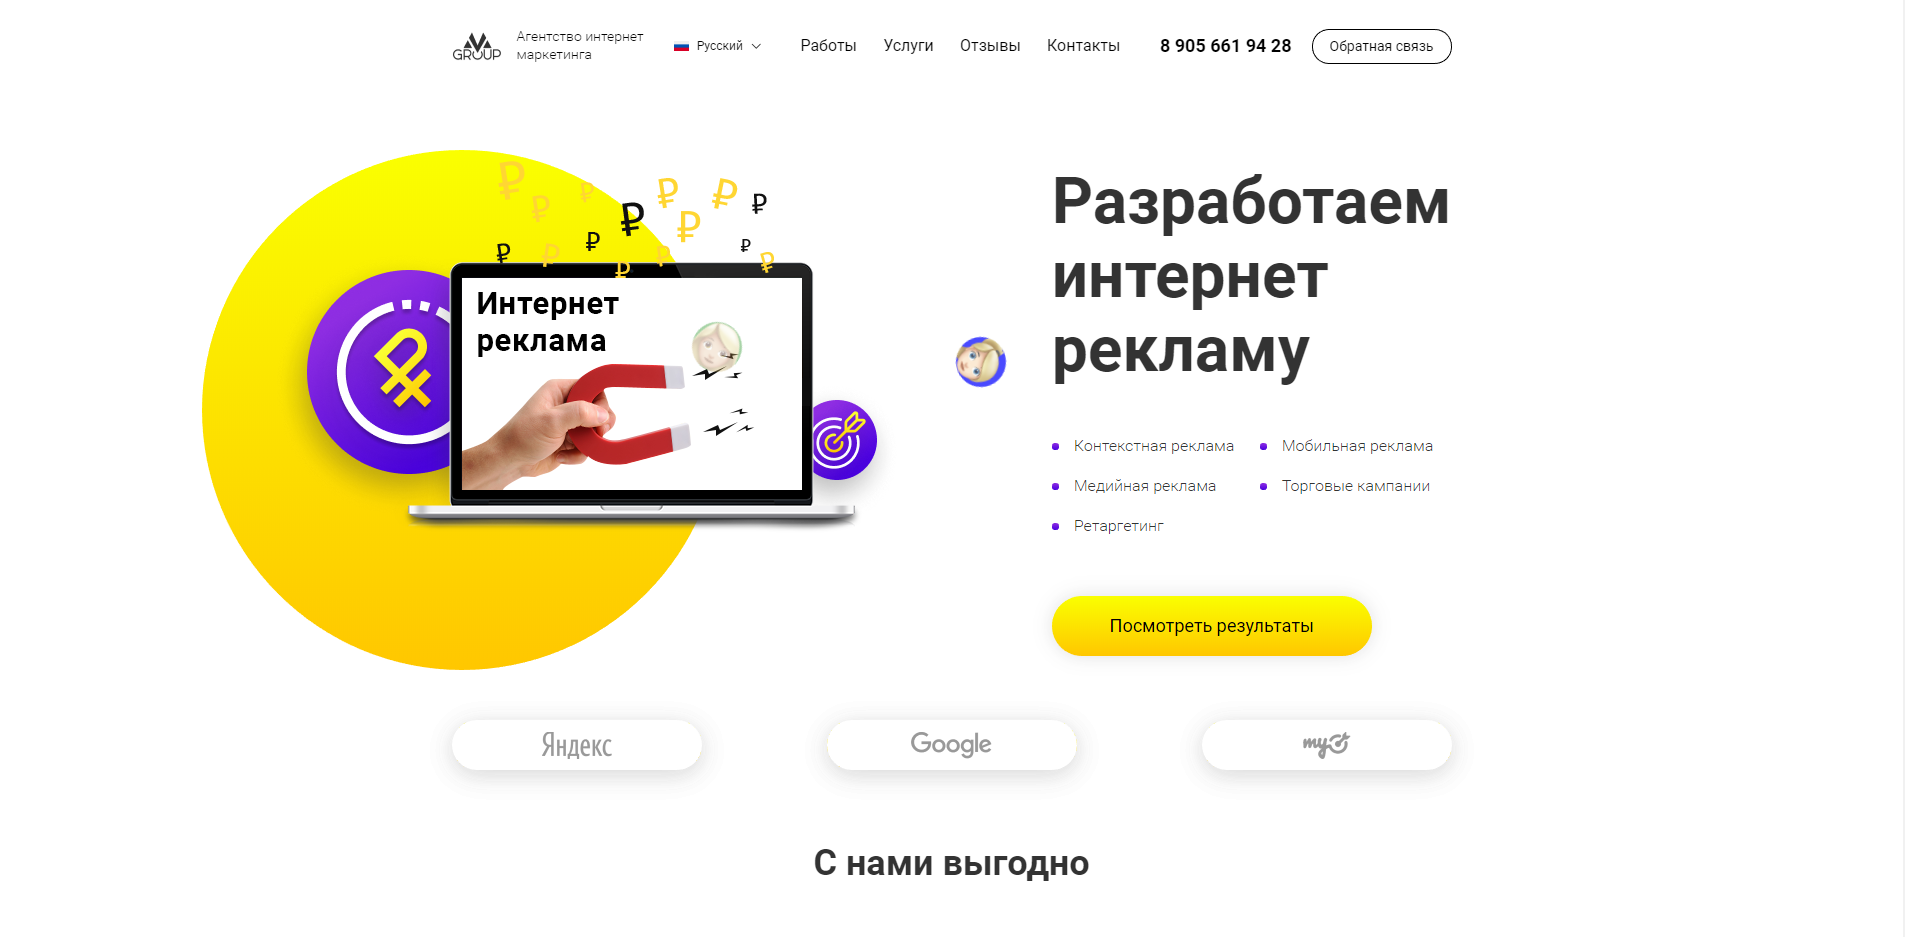 GROUP
Агентство интернет
маркетинга
Русский
Работы
Услуги
Отзывы
Контакты
8 905 661 94 28
Обратная связь
Интернет
реклама
Разработаем
интернет
рекламу
Контекстная реклама
Мобильная реклама
Медийная реклама
Торговые кампании
Ретаргетинг
Посмотреть результаты
Яндекс
Google
my
С нами выгодно